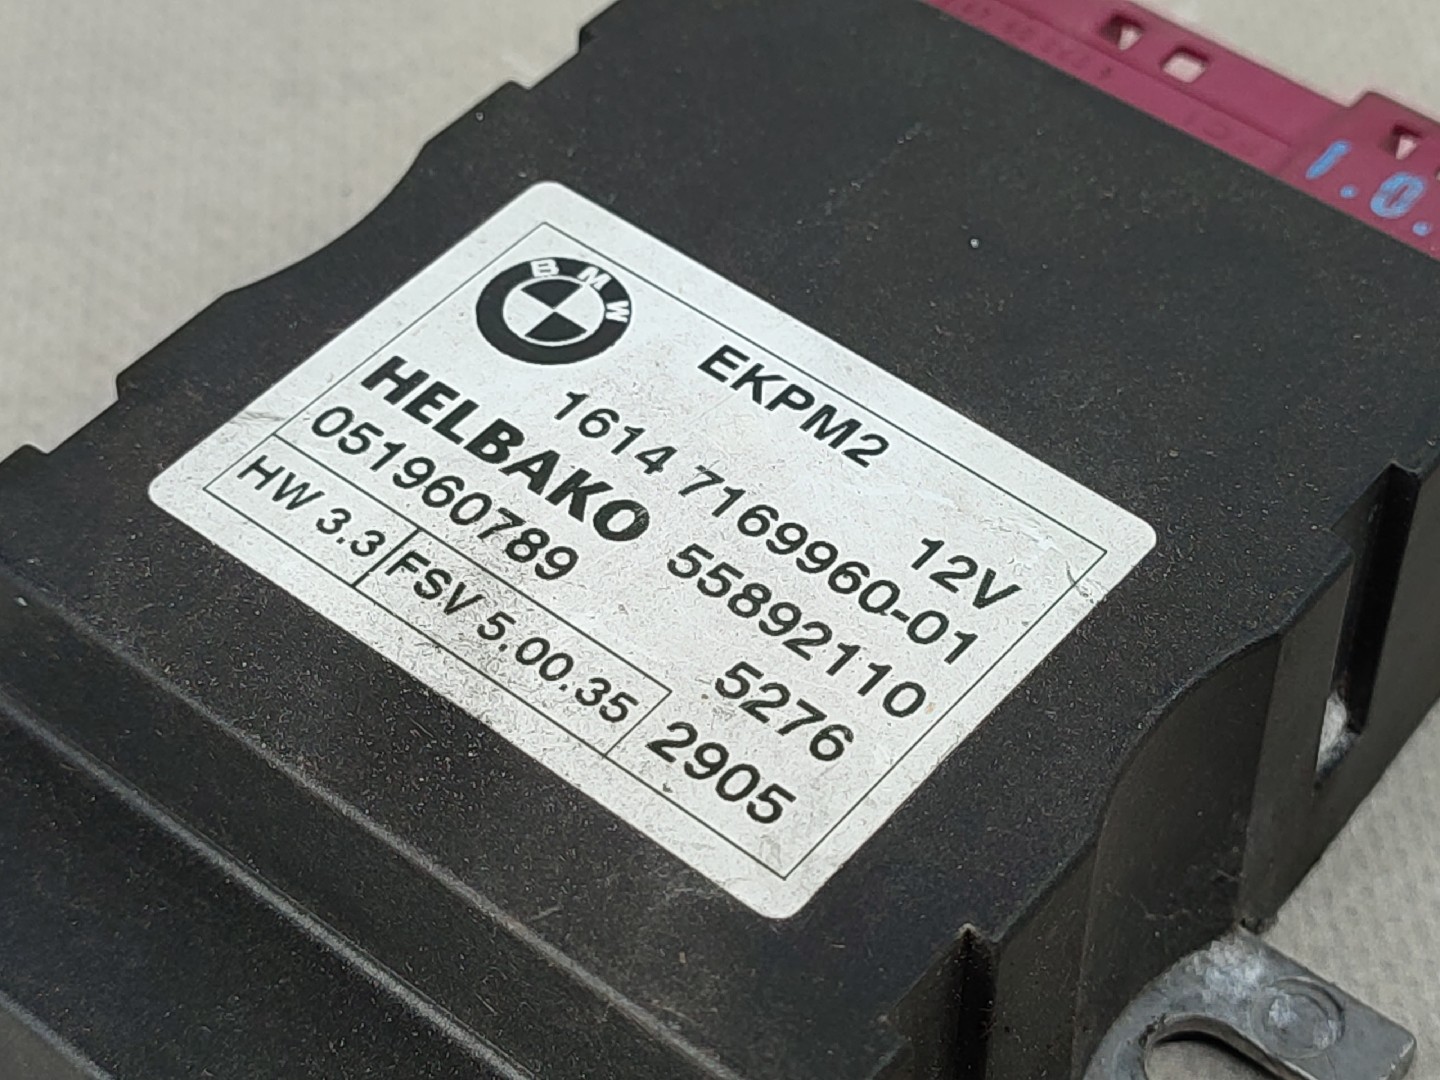 BMW
EKPM2
12V
1614 7169960-01
HELBAKO 55892110
051960789 5276
HW 3.3 FSV 5.00.35 2905
1.0.